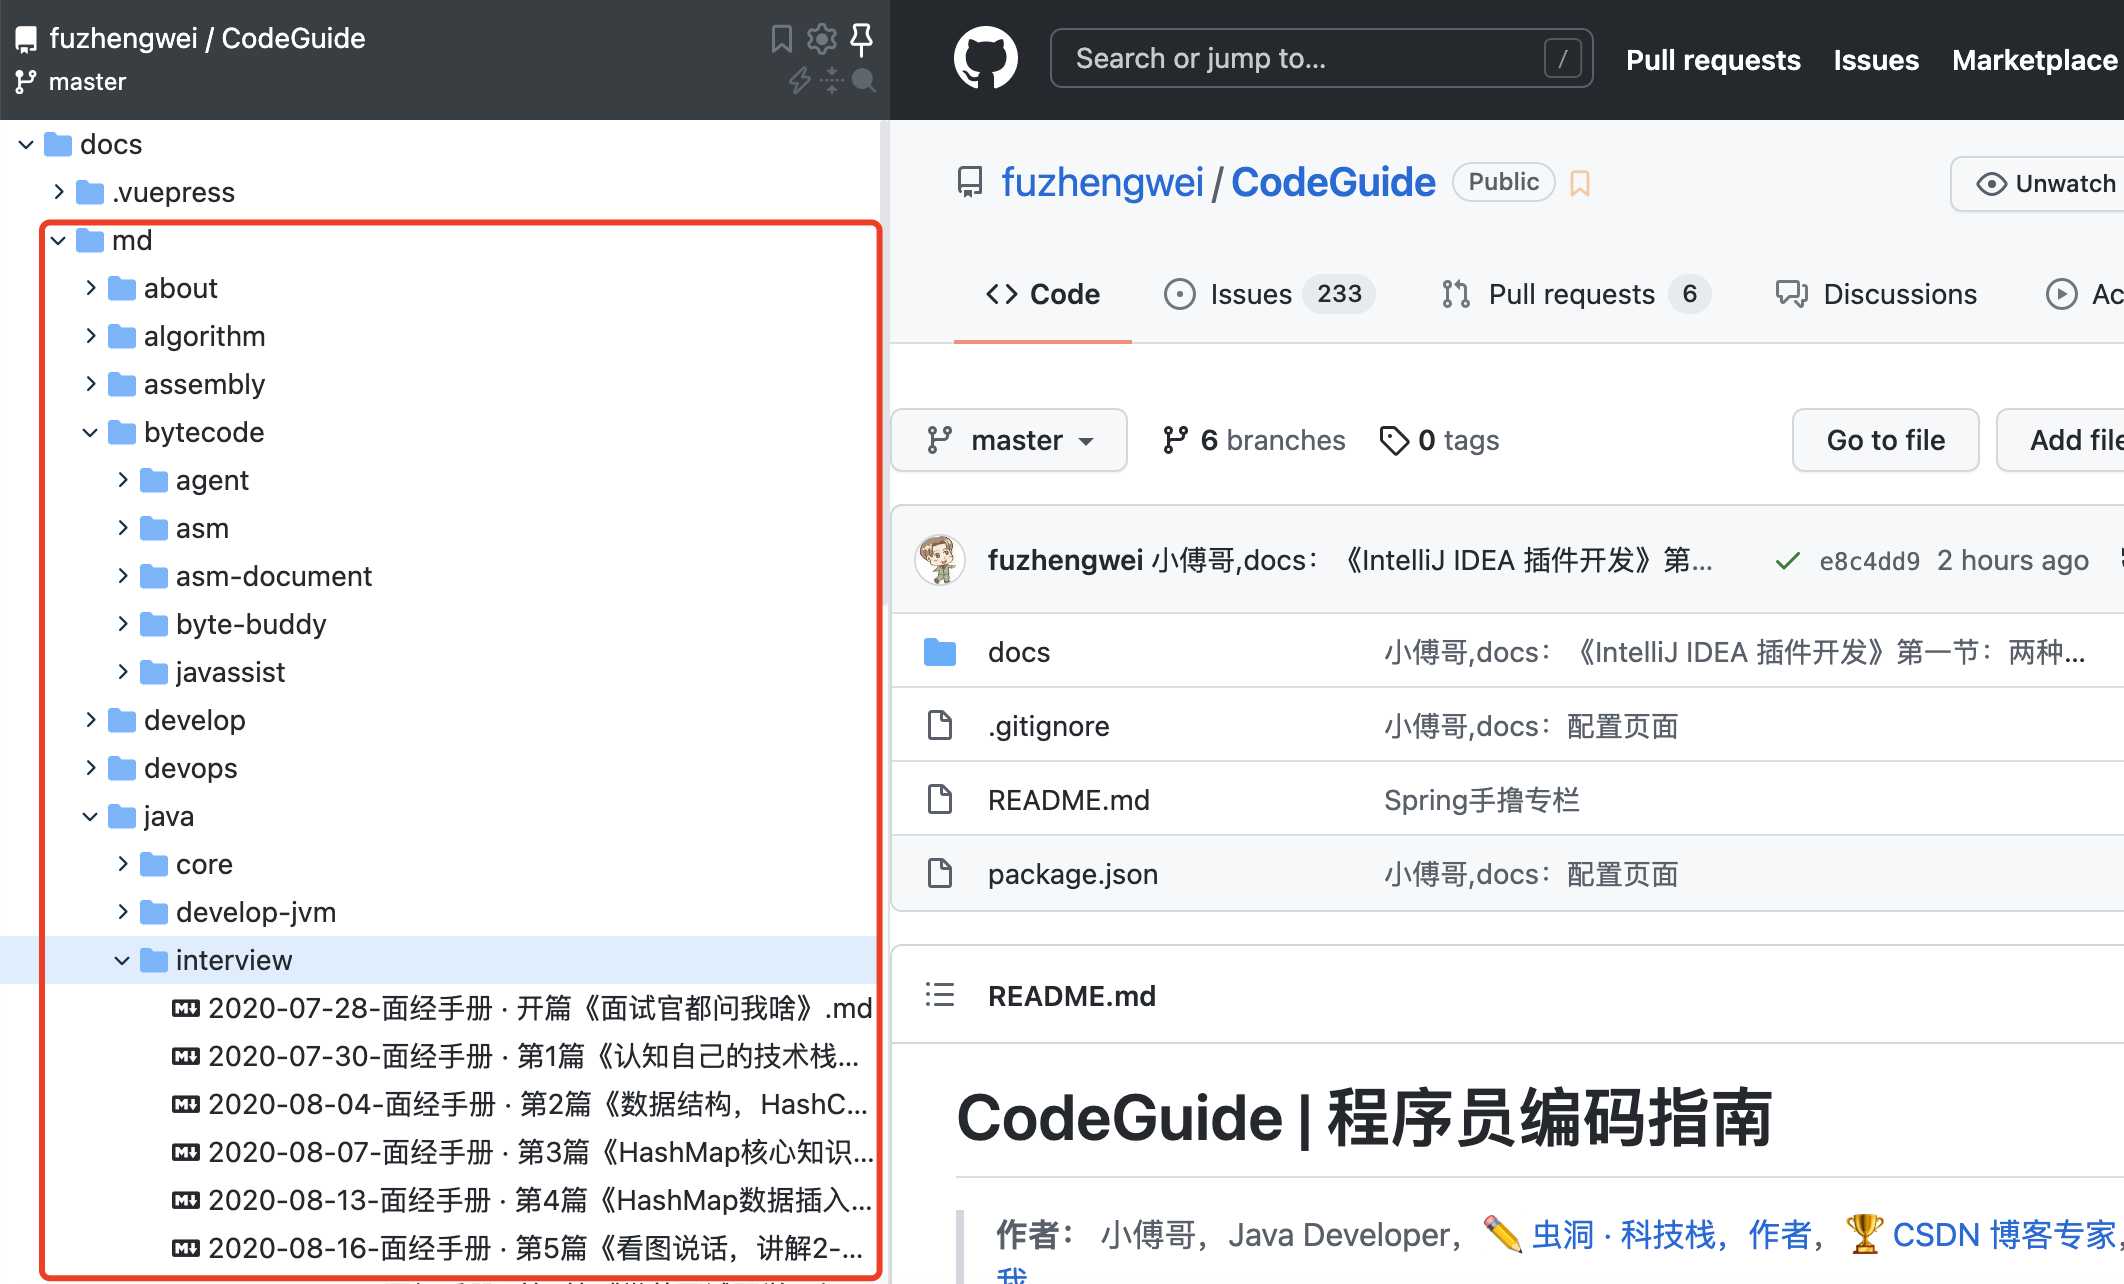 fuzhengwei / CodeGuide
master
docs
.vuepress
md
about
algorithm
assembly
bytecode
agent
asm
asm-document
byte-buddy
javassist
develop
devops
java
core
develop-jvm
interview
2020-07-28-面经手册 · 开篇《面试官都问我啥》.md
2020-07-30-面经手册 · 第1篇《认知自己的技术栈...
2020-08-04-面经手册 · 第2篇《数据结构，HashC...
2020-08-07-面经手册 · 第3篇《HashMap核心知识...
2020-08-13-面经手册 · 第4篇《HashMap数据插入...
2020-08-16-面经手册 · 第5篇《看图说话，讲解2-...
Search or jump to... /
Pull requests Issues Marketplace
fuzhengwei / CodeGuide Public
Unwatch
Code Issues 233 Pull requests 6 Discussions Ac
master 6 branches 0 tags Go to file Add file
fuzhengwei 小傅哥,docs：《IntelliJ IDEA 插件开发》第... e8c4dd9 2 hours ago
docs 小傅哥,docs：《IntelliJ IDEA 插件开发》第一节：两种...
.gitignore 小傅哥,docs：配置页面
README.md Spring手撸专栏
package.json 小傅哥,docs：配置页面
README.md
CodeGuide | 程序员编码指南
作者： 小傅哥，Java Developer，✏️ 虫洞 · 科技栈，作者，🏆 CSDN 博客专家，
我